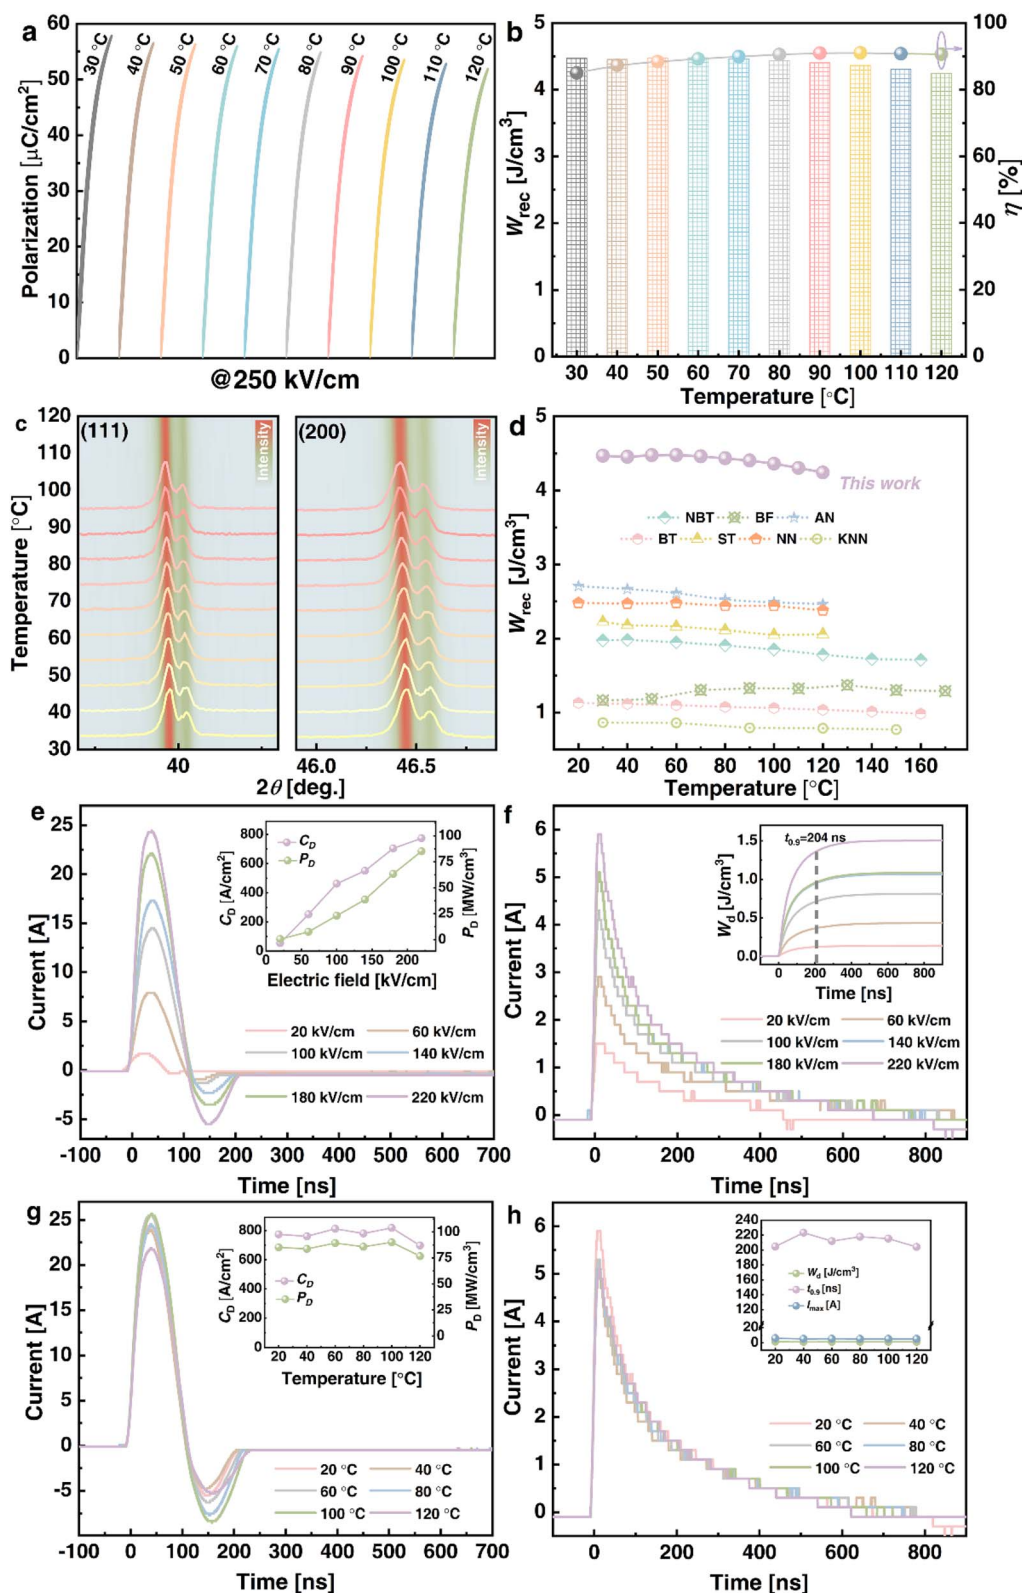 a
Polarization [μC/cm²]
60
50
40
30
20
10
0
30 °C
40 °C
50 °C
60 °C
70 °C
80 °C
90 °C
100 °C
110 °C
120 °C
@250 kV/cm
b
Wrec [J/cm³]
5
4
3
2
1
0
100
80
60
40
20
0
η [%]
30 40 50 60 70 80 90 100 110 120
Temperature [°C]
c
(111)
(200)
Intensity
Intensity
Temperature [°C]
120
110
100
90
80
70
60
50
40
30
40
46.0
46.5
2θ [deg.]
d
This work
NBT BF AN
BT ST NN KNN
Wrec [J/cm³]
5
4
3
2
1
20 40 60 80 100 120 140 160
Temperature [°C]
e
Current [A]
25
20
15
10
5
0
-5
-100 0 100 200 300 400 500 600 700
Time [ns]
CD [A/cm²]
800
600
400
200
0
CD
PD
100
75
50
25
0
PD [MW/cm³]
0 50 100 150 200
Electric field [kV/cm]
20 kV/cm 60 kV/cm
100 kV/cm 140 kV/cm
180 kV/cm 220 kV/cm
f
Current [A]
6
5
4
3
2
1
0
0 200 400 600 800
Time [ns]
t0.9=204 ns
Wd [J/cm³]
1.5
1.0
0.5
0.0
0 200 400 600 800
Time [ns]
20 kV/cm 60 kV/cm
100 kV/cm 140 kV/cm
180 kV/cm 220 kV/cm
g
Current [A]
25
20
15
10
5
0
-5
-100 0 100 200 300 400 500 600 700
Time [ns]
CD [A/cm²]
800
600
400
200
0
CD
PD
100
75
50
25
0
PD [MW/cm³]
20 40 60 80 100 120
Temperature [°C]
20 °C 40 °C
60 °C 80 °C
100 °C 120 °C
h
Current [A]
6
5
4
3
2
1
0
0 200 400 600 800
Time [ns]
240
220
200
180
160
140
120
20
0
Wd [J/cm³]
t0.9 [ns]
Imax [A]
20 40 60 80 100 120
20 °C 40 °C
60 °C 80 °C
100 °C 120 °C